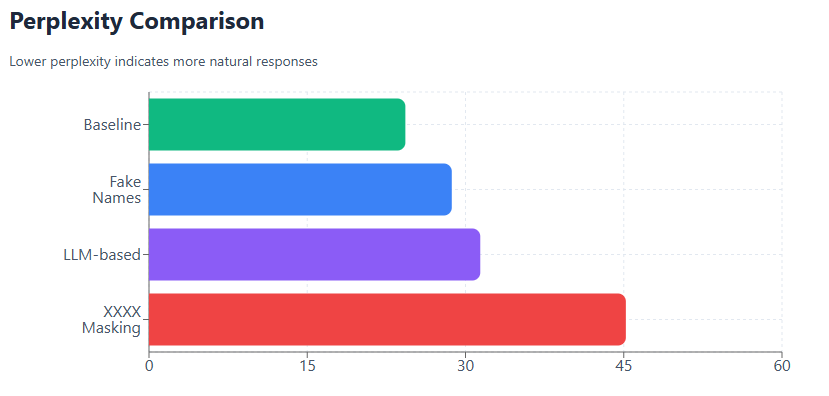 Perplexity Comparison
Lower perplexity indicates more natural responses
Baseline
Fake
Names
LLM-based
XXXX
Masking
0 15 30 45 60